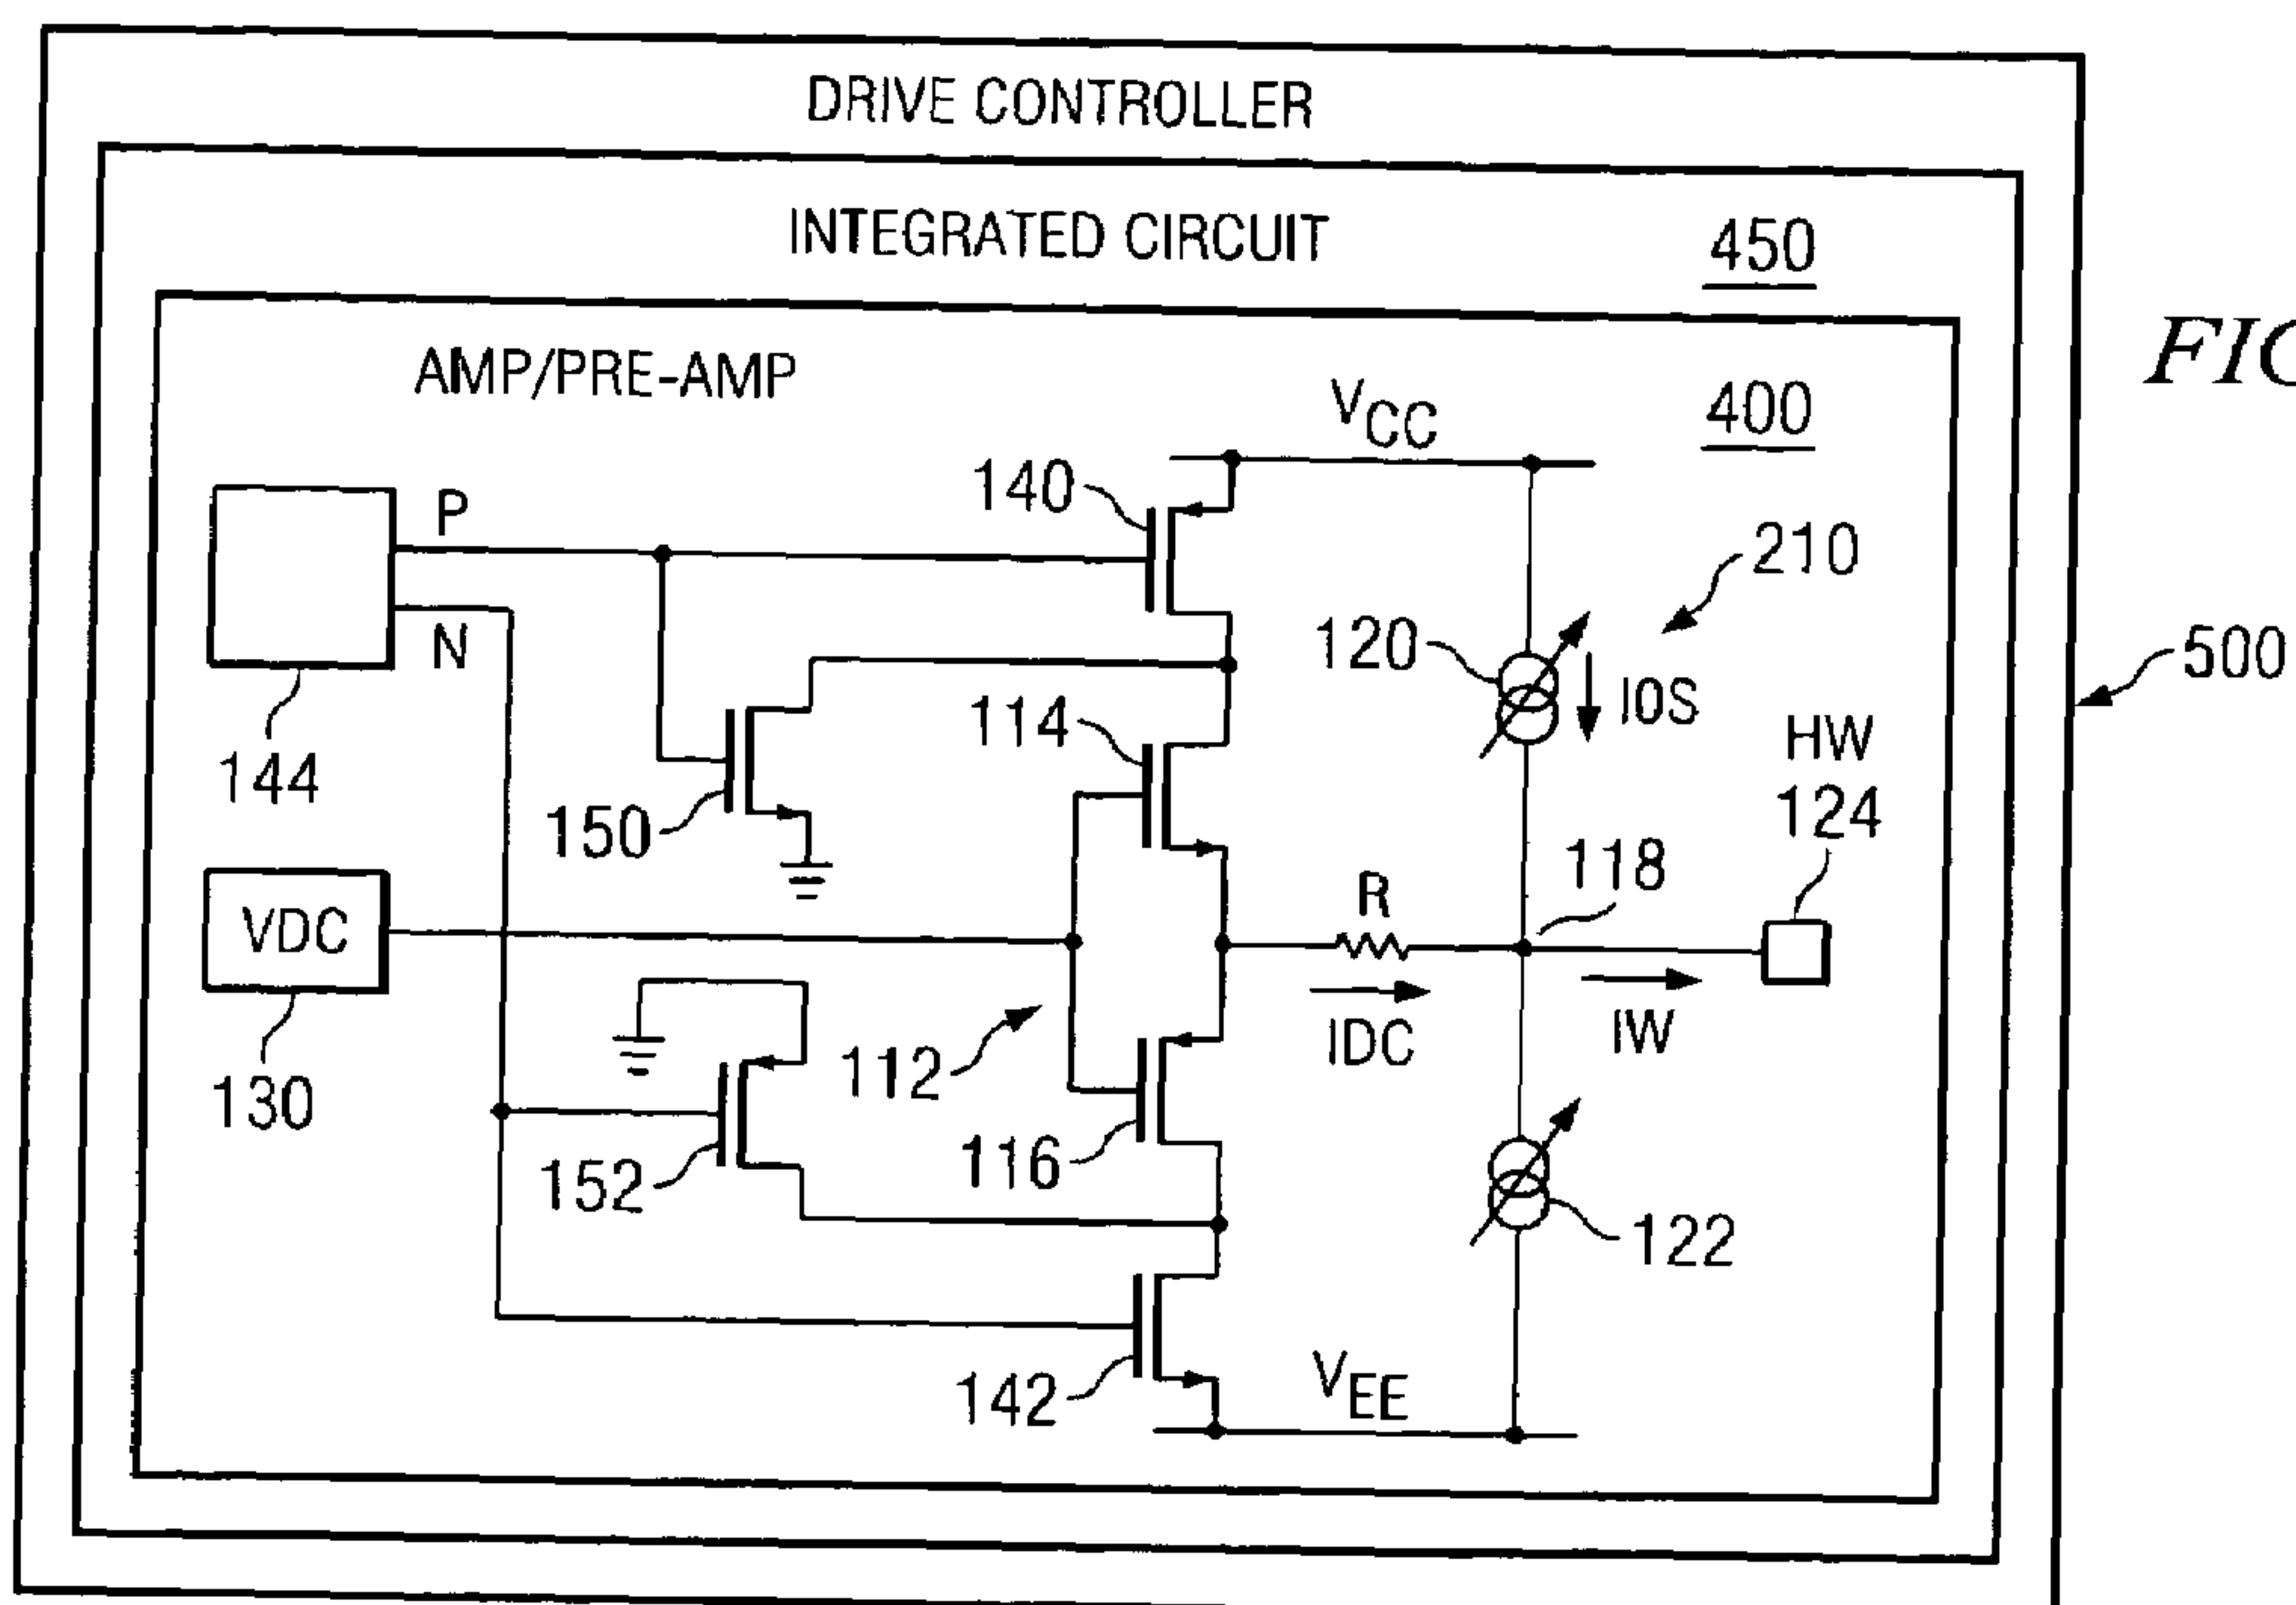 DRIVE CONTROLLER
INTEGRATED CIRCUIT
450
AMP/PRE-AMP
400
FIG
VCC
140
P
210
N
120
IOS
500
114
HW
144
124
150
118
R
VDC
112
IDC
IW
130
116
152
122
142
VEE